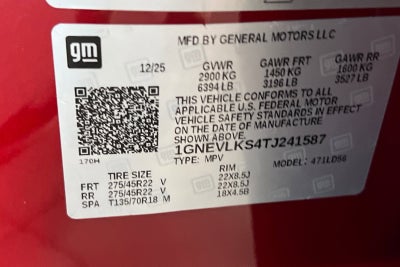 gm
MFD BY GENERAL MOTORS LLC
12/25 GVWR GAWR FRT GAWR RR
2900 KG 1450 KG 1600 KG
6394 LB 3196 LB 3527 LB
THIS VEHICLE CONFORMS TO ALL
APPLICABLE U.S. FEDERAL MOTOR
VEHICLE SAFETY STANDARDS IN EFFECT
ON THE DATE OF MANUFACTURE
SHOWN ABOVE.
1GNEVLKS4TJ241587
170H TYPE: MPV MODEL: 471LD56
TIRE SIZE RIM
FRT 275/45R22 V 22X8.5J
RR 275/45R22 V 22X8.5J
SPA T135/70R18 M 18X4.5B